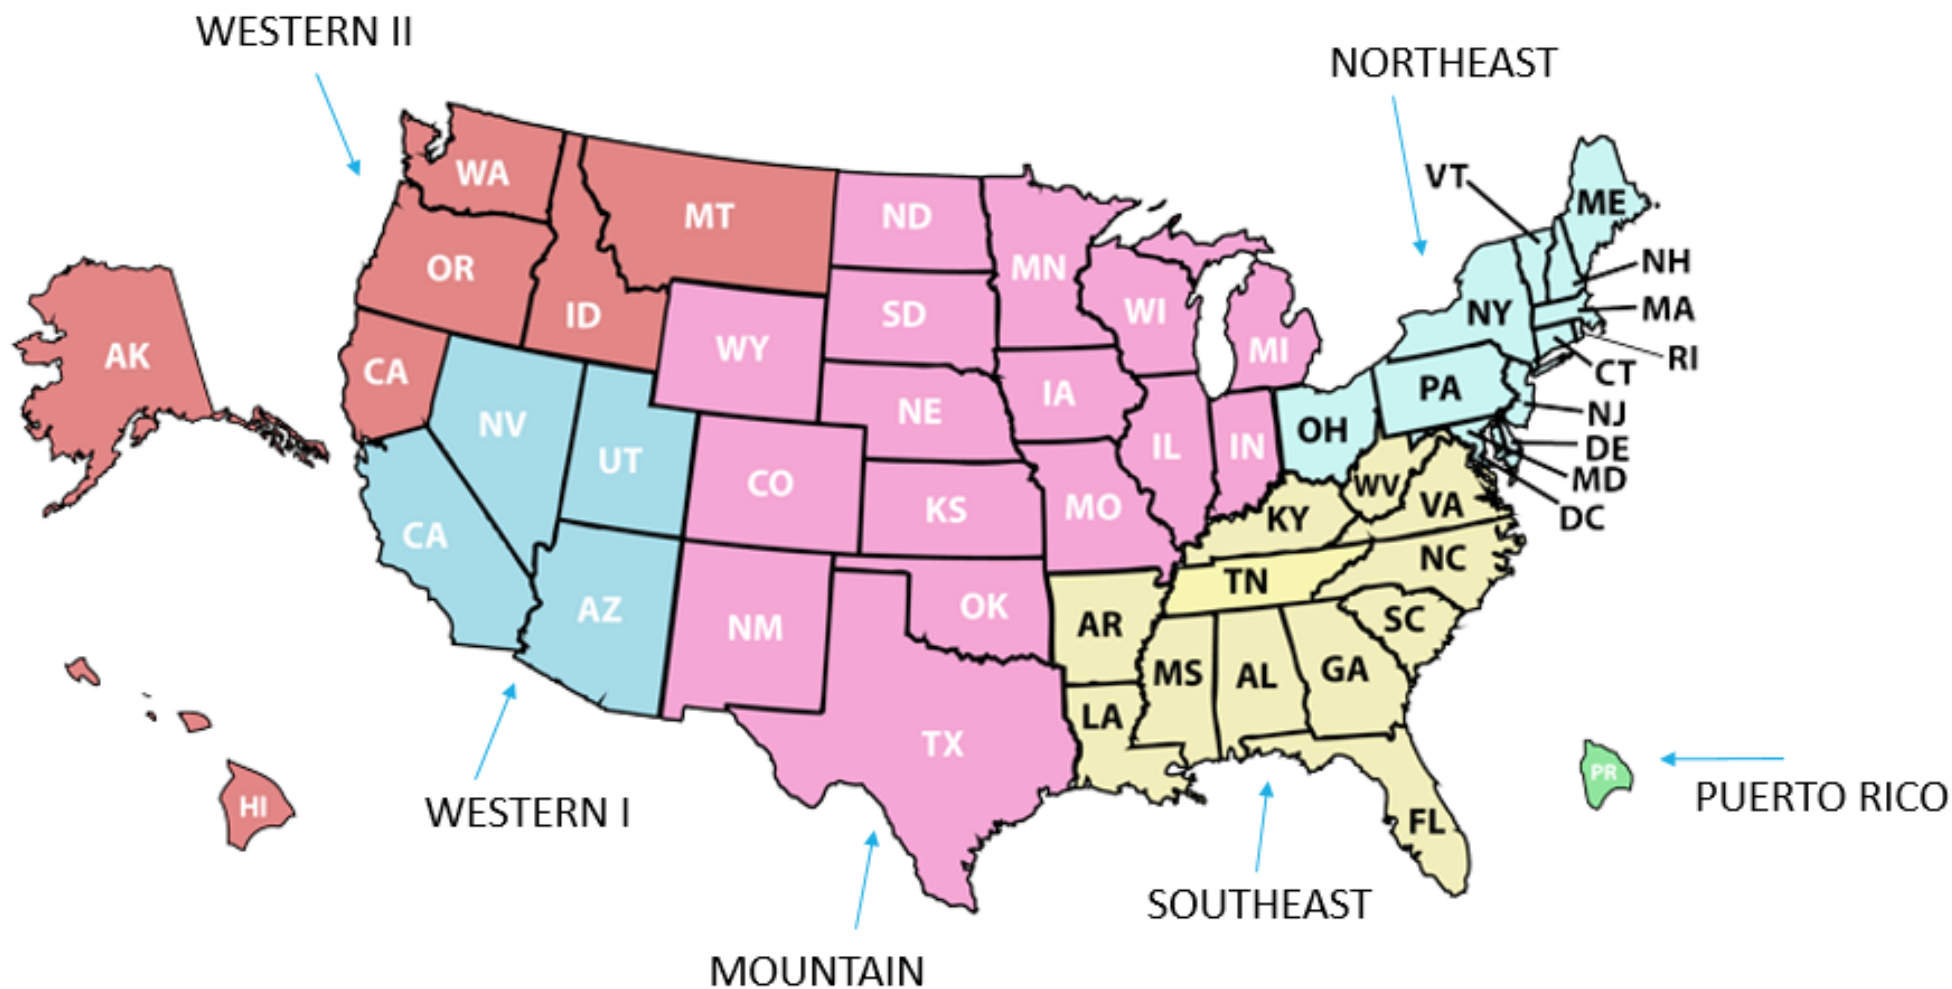 WESTERN II
NORTHEAST
VT
ME
WA
MT
ND
MN
NH
OR
MA
ID
SD
WI
NY
AK
WY
MI
RI
CA
CT
PA
IA
NE
NJ
NV
OH
IL
IN
DE
UT
MD
CO
WV
KS
MO
VA
KY
DC
CA
NC
TN
AZ
OK
AR
SC
NM
MS
AL
GA
LA
TX
PR
HI
WESTERN I
FL
PUERTO RICO
SOUTHEAST
MOUNTAIN